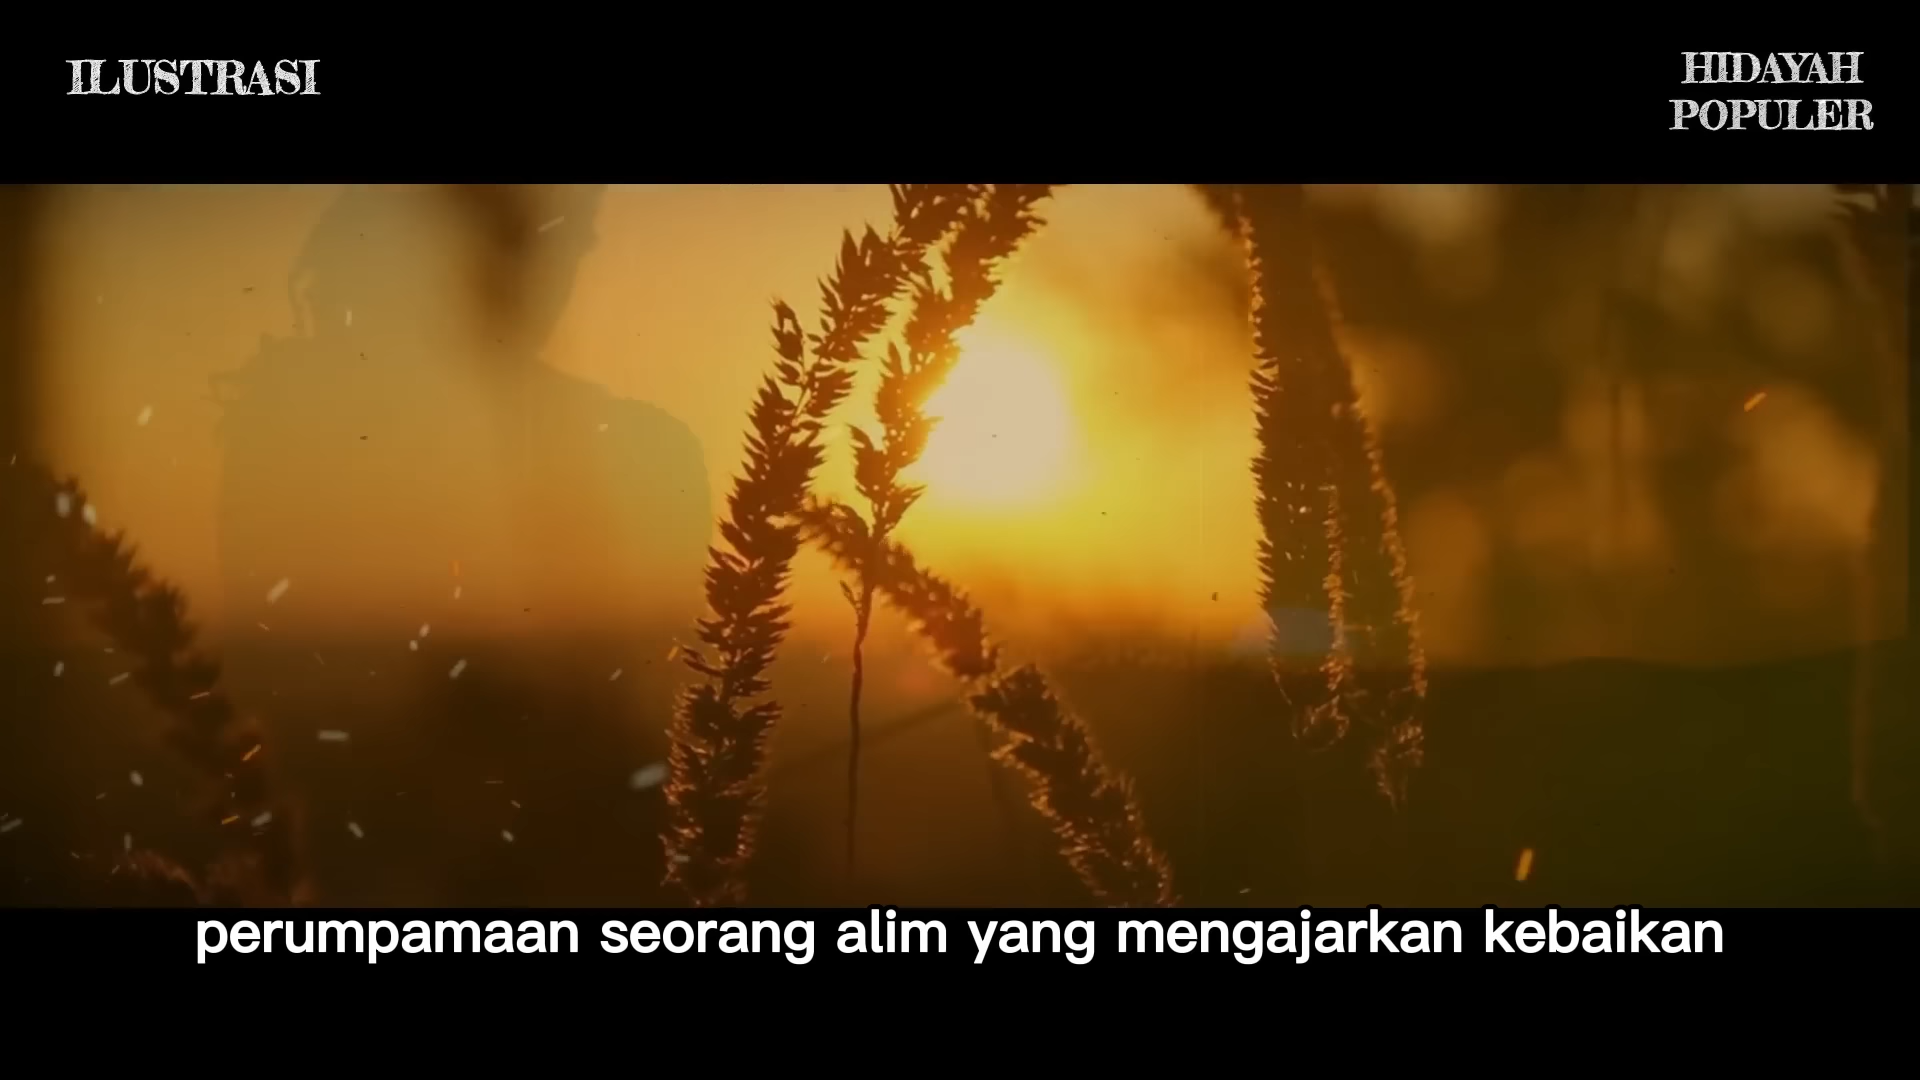 ILUSTRASI
HIDAYAH
POPULER
perumpamaan seorang alim yang mengajarkan kebaikan